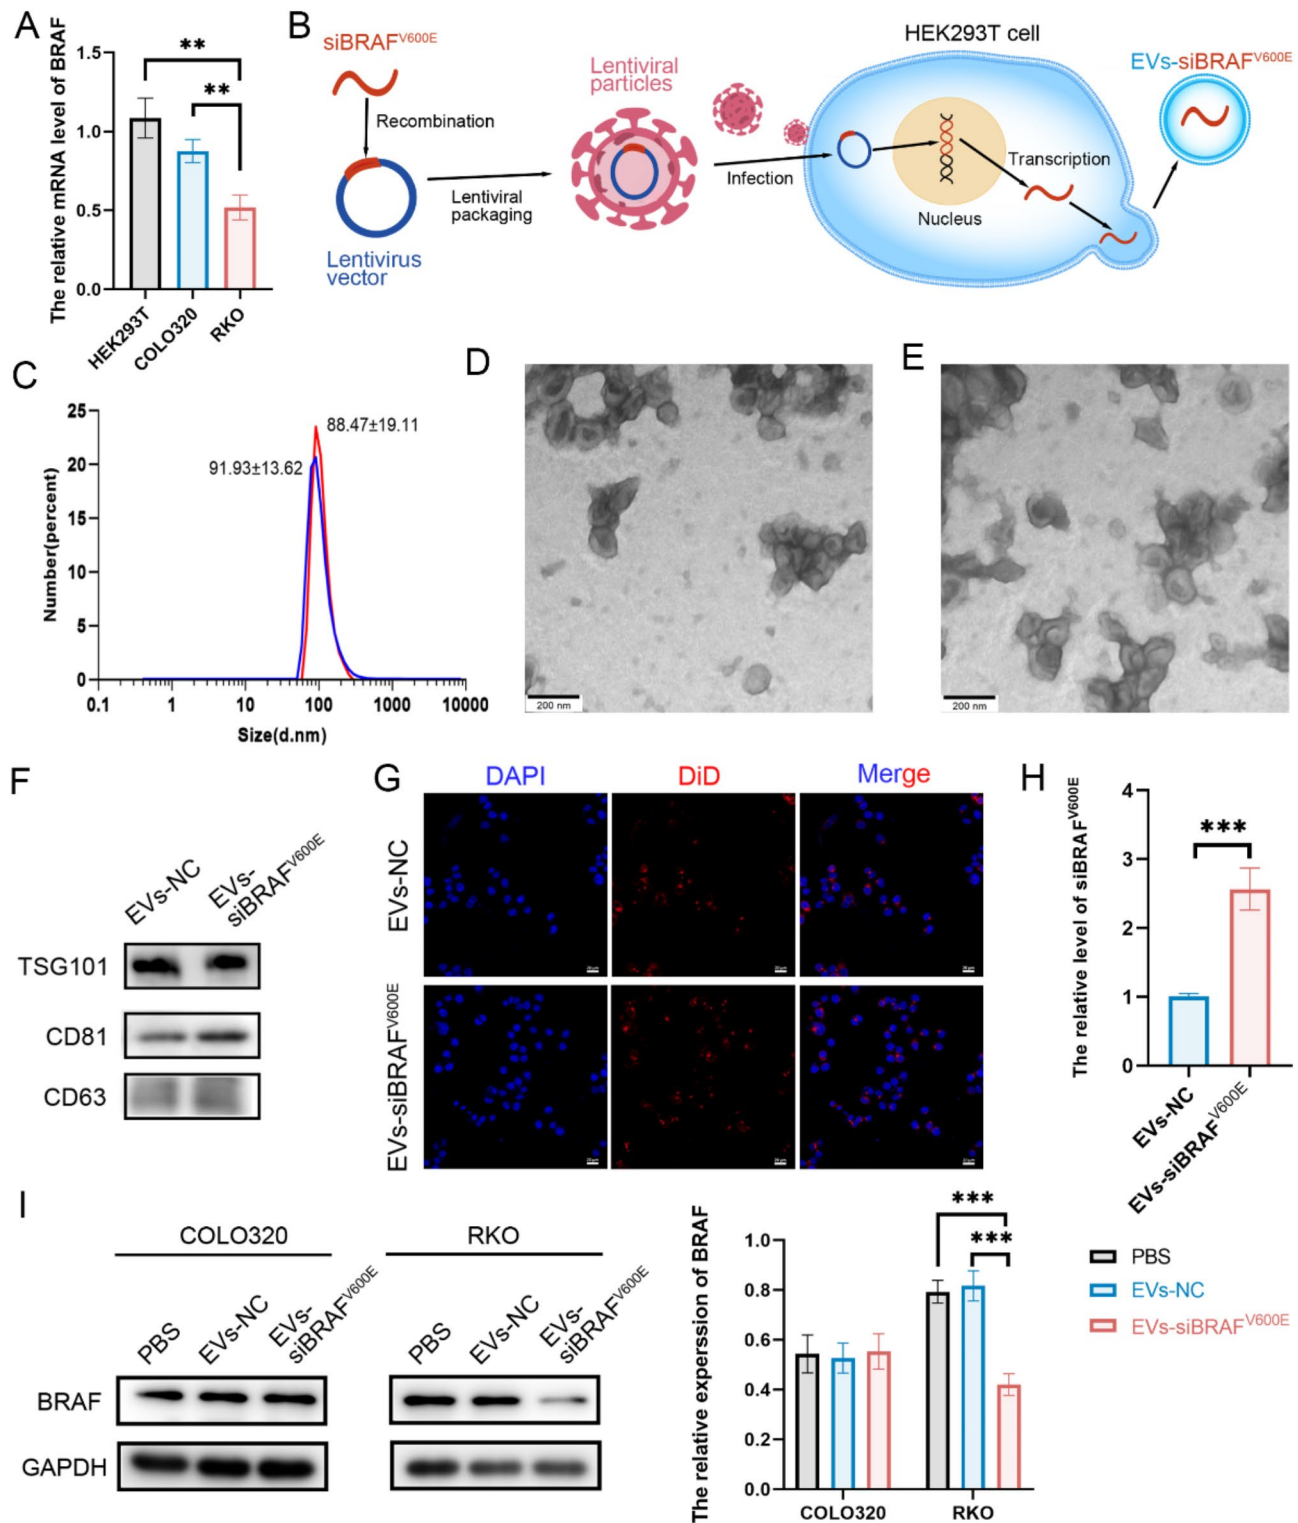 A
The relative mRNA level of BRAF
1.5
1.0
0.5
0.0
**
**
HEK293T
COLO320
RKO
B
siBRAF^V600E
Recombination
Lentivirus
vector
Lentiviral
packaging
Lentiviral
particles
Infection
HEK293T cell
Nucleus
Transcription
EVs-siBRAF^V600E
C
Number(percent)
25
20
15
10
5
0
88.47±19.11
91.93±13.62
0.1
1
10
100
1000
10000
Size(d.nm)
D
200 nm
E
200 nm
F
EVs-NC
EVs-
siBRAF^V600E
TSG101
CD81
CD63
G
DAPI
DiD
Merge
EVs-NC
EVs-siBRAF^V600E
H
The relative level of siBRAF^V600E
4
3
2
1
0
***
EVs-NC
EVs-siBRAF^V600E
I
COLO320
RKO
PBS
EVs-NC
EVs-
siBRAF^V600E
PBS
EVs-NC
EVs-
siBRAF^V600E
BRAF
GAPDH
The relative experssion of BRAF
1.0
0.8
0.6
0.4
0.2
0.0
***
***
COLO320
RKO
PBS
EVs-NC
EVs-siBRAF^V600E